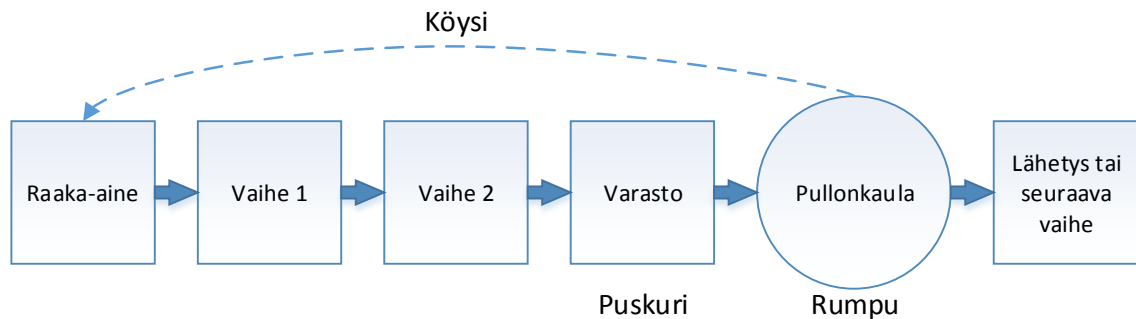 Köysi
Raaka-aine
Vaihe 1
Vaihe 2
Varasto
Pullonkaula
Lähetys tai
seuraava
vaihe
Puskuri
Rumpu